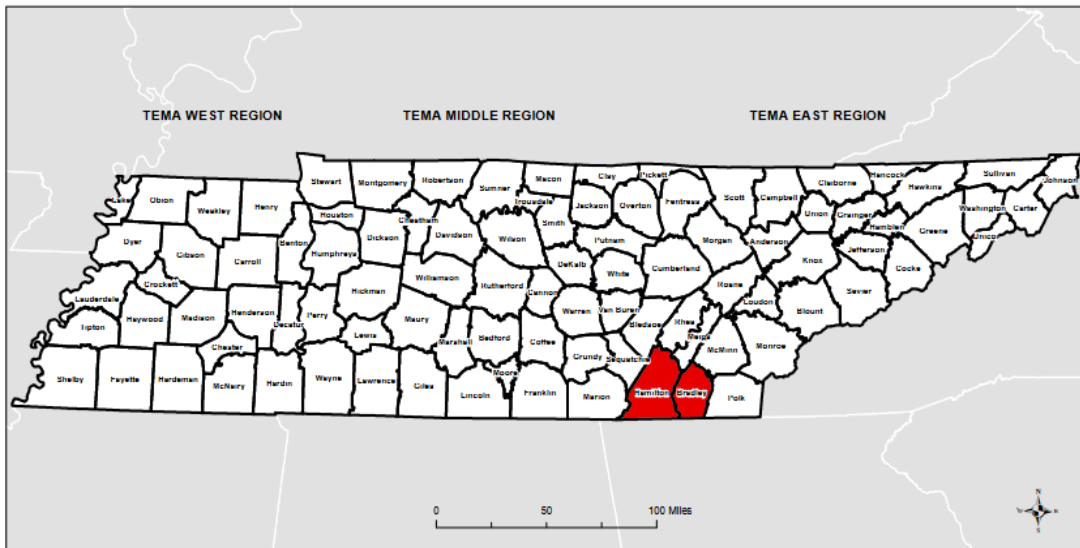 TEMA WEST REGION
TEMA MIDDLE REGION
TEMA EAST REGION
Lake
Obion
Weakley
Henry
Stewart
Montgomery
Robertson
Sumner
Macon
Trousdale
Clay
Pickett
Jackson
Overton
Fentress
Scott
Campbell
Claiborne
Hancock
Hawkins
Sullivan
Johnson
Houston
Cheatham
Smith
Union
Grainger
Hamblen
Washington
Carter
Greene
Unicoi
Dyer
Gibson
Carroll
Benton
Humphreys
Dickson
Davidson
Wilson
Putnam
Morgan
Anderson
Knox
Jefferson
Cocke
Crockett
Williamson
Rutherford
DeKalb
Cannon
White
Cumberland
Roane
Loudon
Blount
Sevier
Lauderdale
Tipton
Haywood
Madison
Henderson
Decatur
Perry
Hickman
Lewis
Maury
Marshall
Bedford
Coffee
Warren
Van Buren
Bledsoe
Rhea
Meigs
McMinn
Monroe
Chester
Moore
Grundy
Sequatchie
Shelby
Fayette
Hardeman
McNairy
Hardin
Wayne
Lawrence
Giles
Lincoln
Franklin
Marion
Hamilton
Bradley
Polk
0 50 100 Miles
N
W E
S